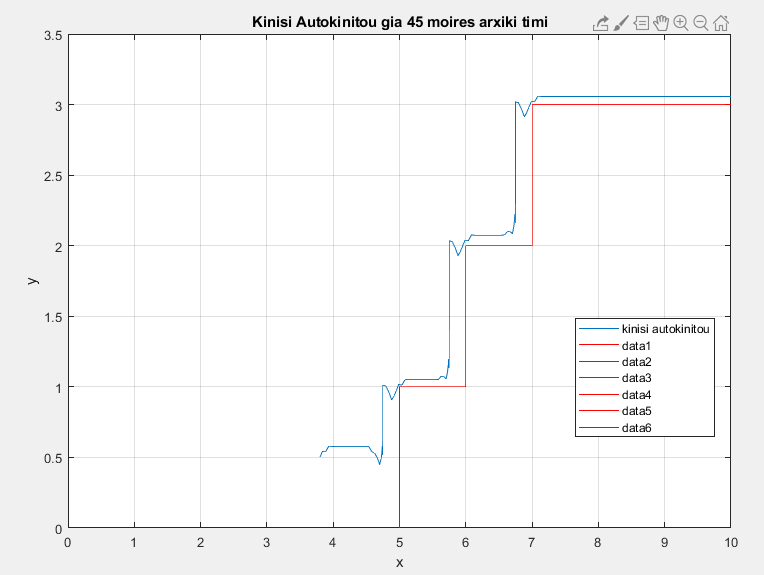 Kinisi Autokinitou gia 45 moires arxiki timi
3.5
3
2.5
2
1.5
1
0.5
0
y
kinisi autokinitou
data1
data2
data3
data4
data5
data6
0 1 2 3 4 5 6 7 8 9 10
x